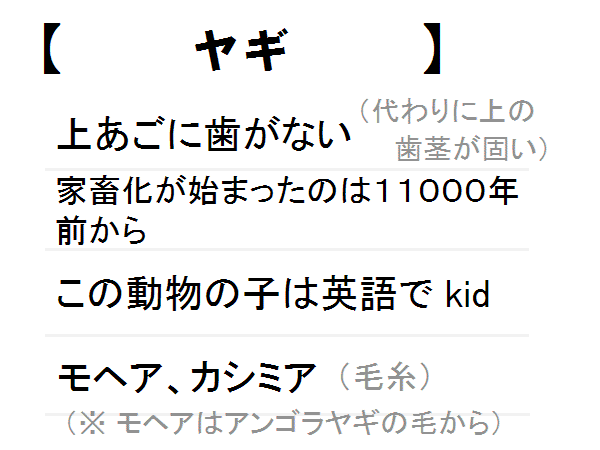 【 ヤギ 】
上あごに歯がない（代わりに上の
歯茎が固い）
家畜化が始まったのは１１０００年
前から
この動物の子は英語で kid
モヘア、カシミア（毛糸）
（※ モヘアはアンゴラヤギの毛から）